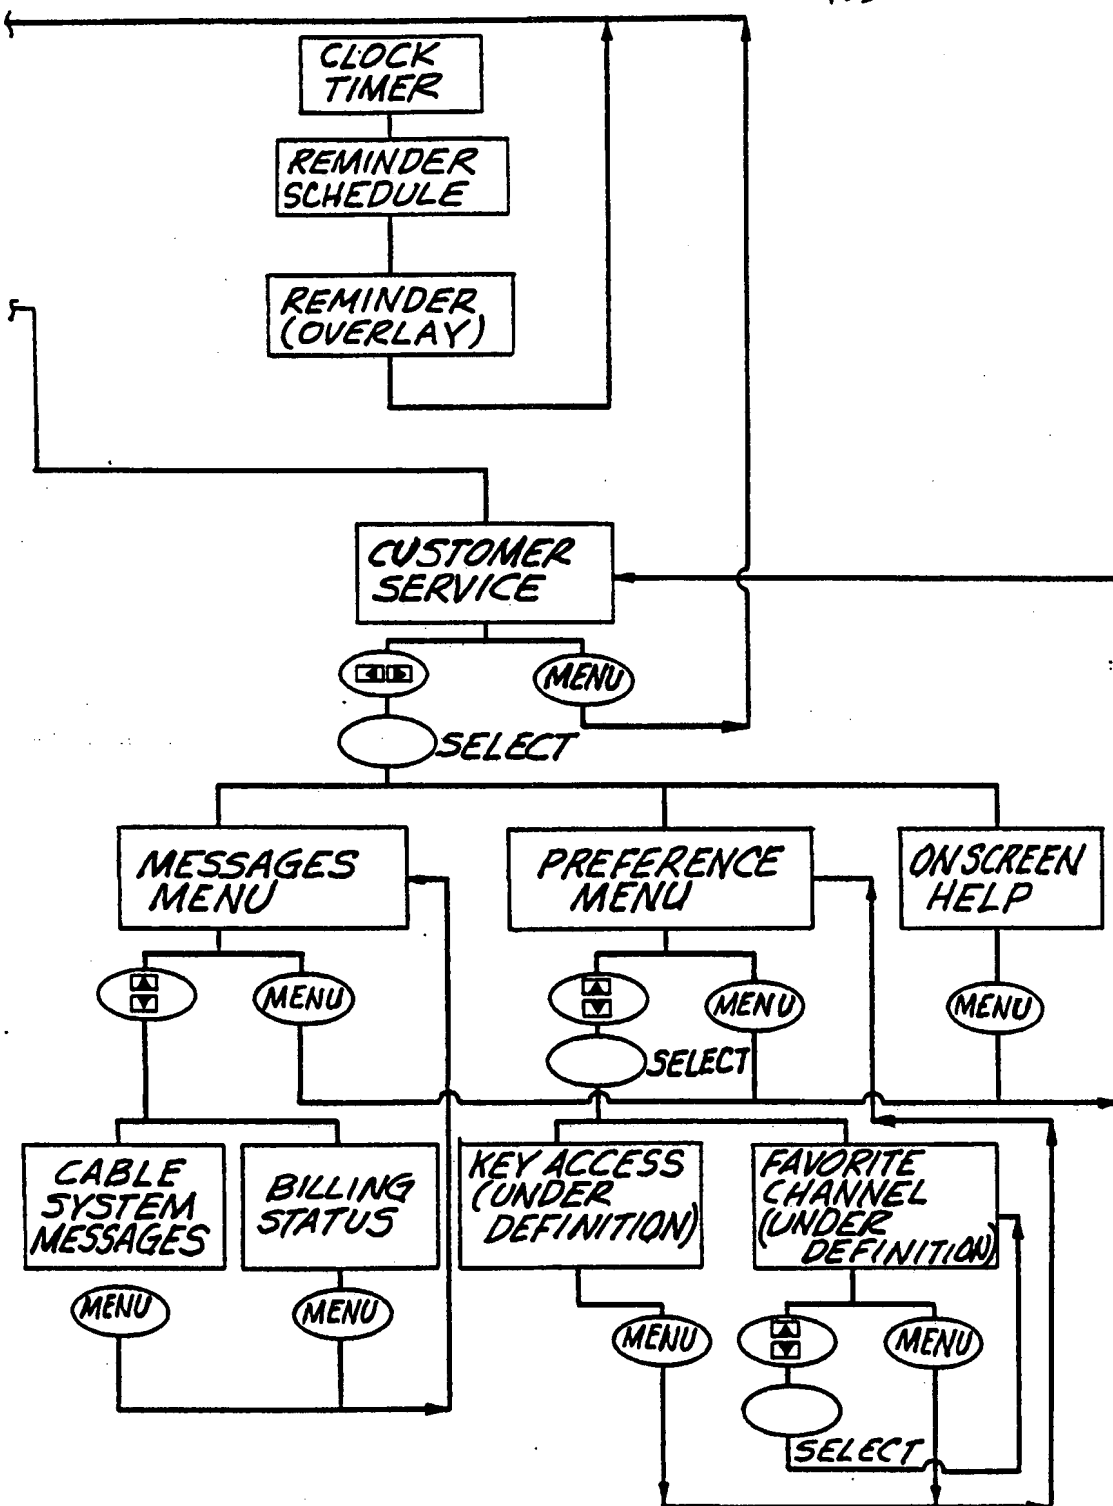 CLOCK
TIMER
REMINDER
SCHEDULE
REMINDER
(OVERLAY)
CUSTOMER
SERVICE
MENU
SELECT
MESSAGES
MENU
PREFERENCE
MENU
ON SCREEN
HELP
MENU
MENU
MENU
SELECT
CABLE
SYSTEM
MESSAGES
BILLING
STATUS
KEY ACCESS
(UNDER
DEFINITION)
FAVORITE
CHANNEL
(UNDER
DEFINITION)
MENU
MENU
MENU
MENU
SELECT